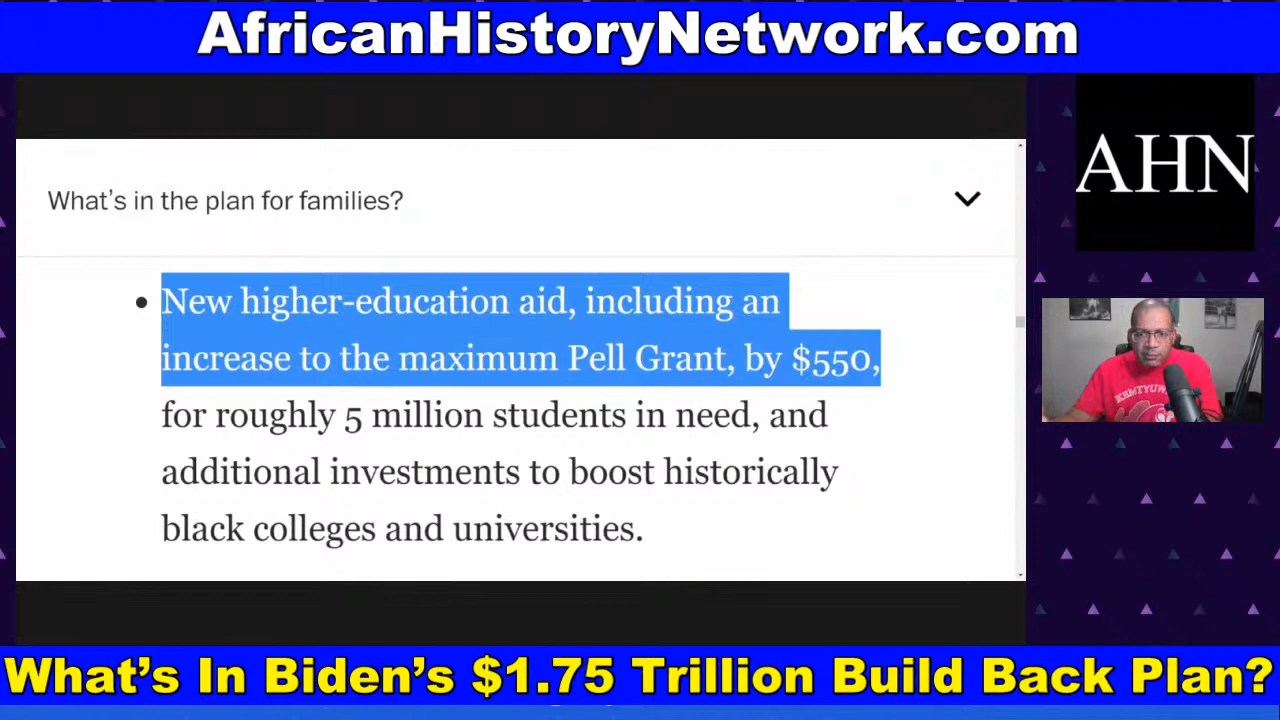 AfricanHistoryNetwork.com
AHN
What's in the plan for families?
• New higher-education aid, including an
increase to the maximum Pell Grant, by $550,
for roughly 5 million students in need, and
additional investments to boost historically
black colleges and universities.
What's In Biden's $1.75 Trillion Build Back Plan?